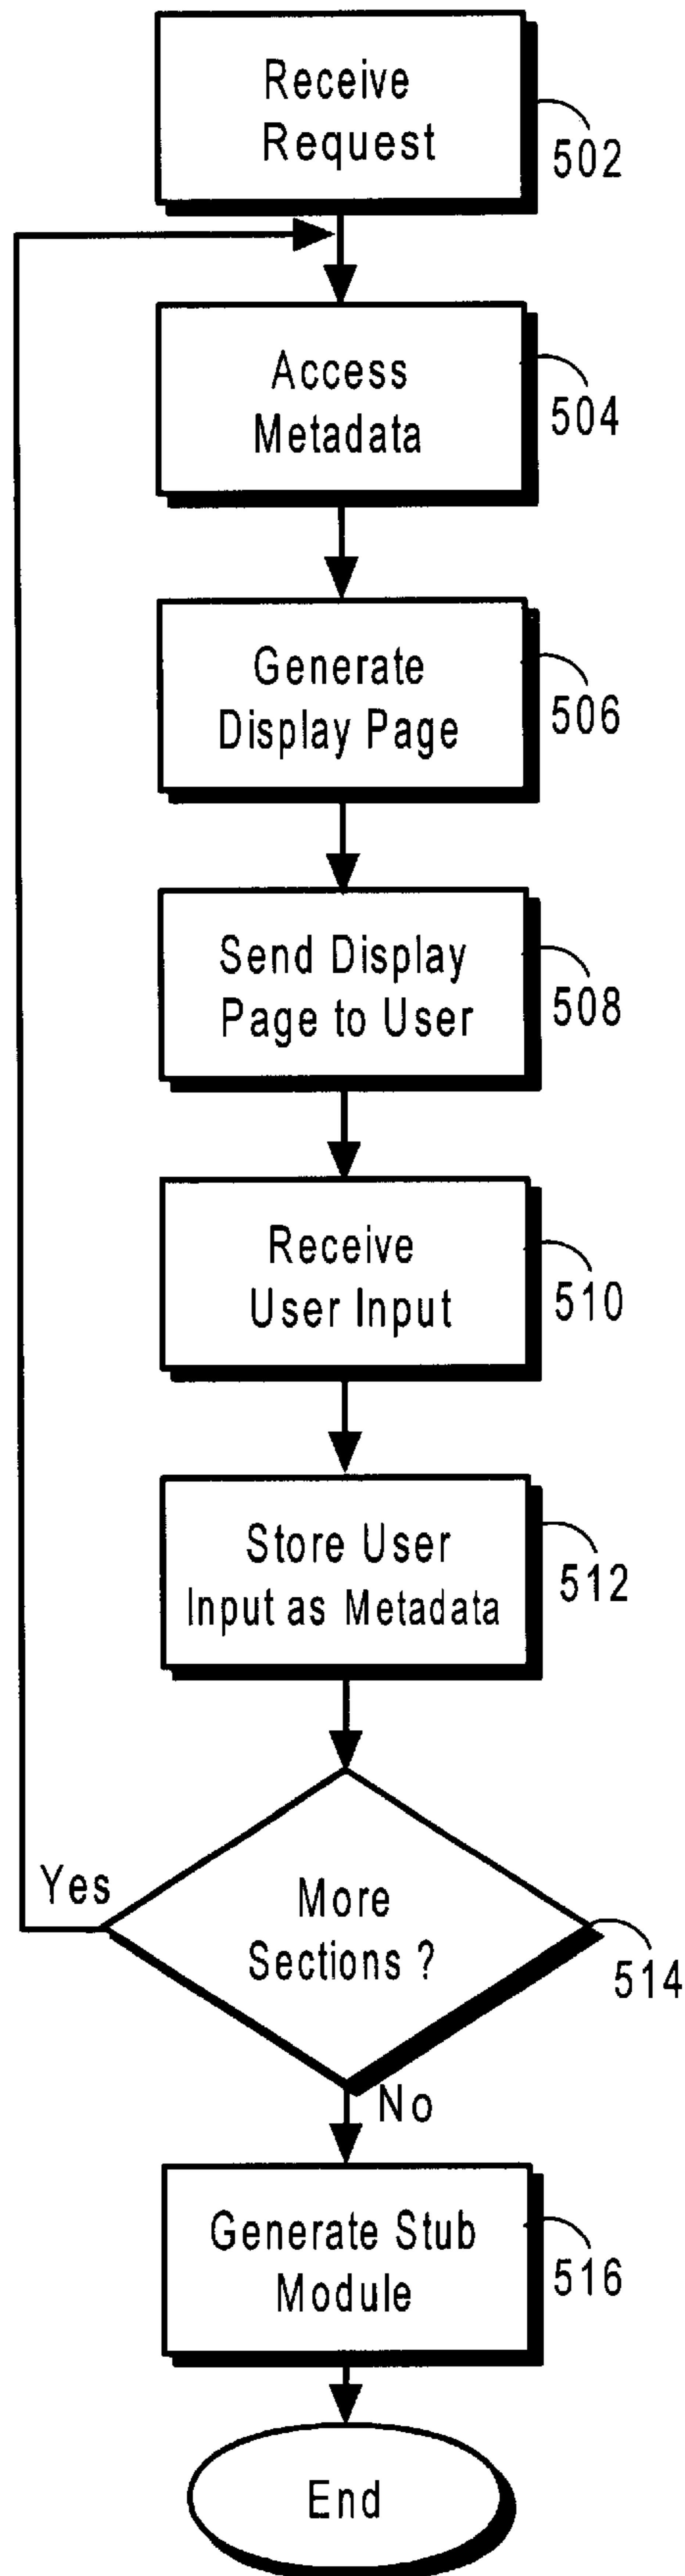 Receive
Request
502
Access
Metadata
504
Generate
Display Page
506
Send Display
Page to User
508
Receive
User Input
510
Store User
Input as Metadata
512
Yes
More
Sections ?
514
No
Generate Stub
Module
516
End